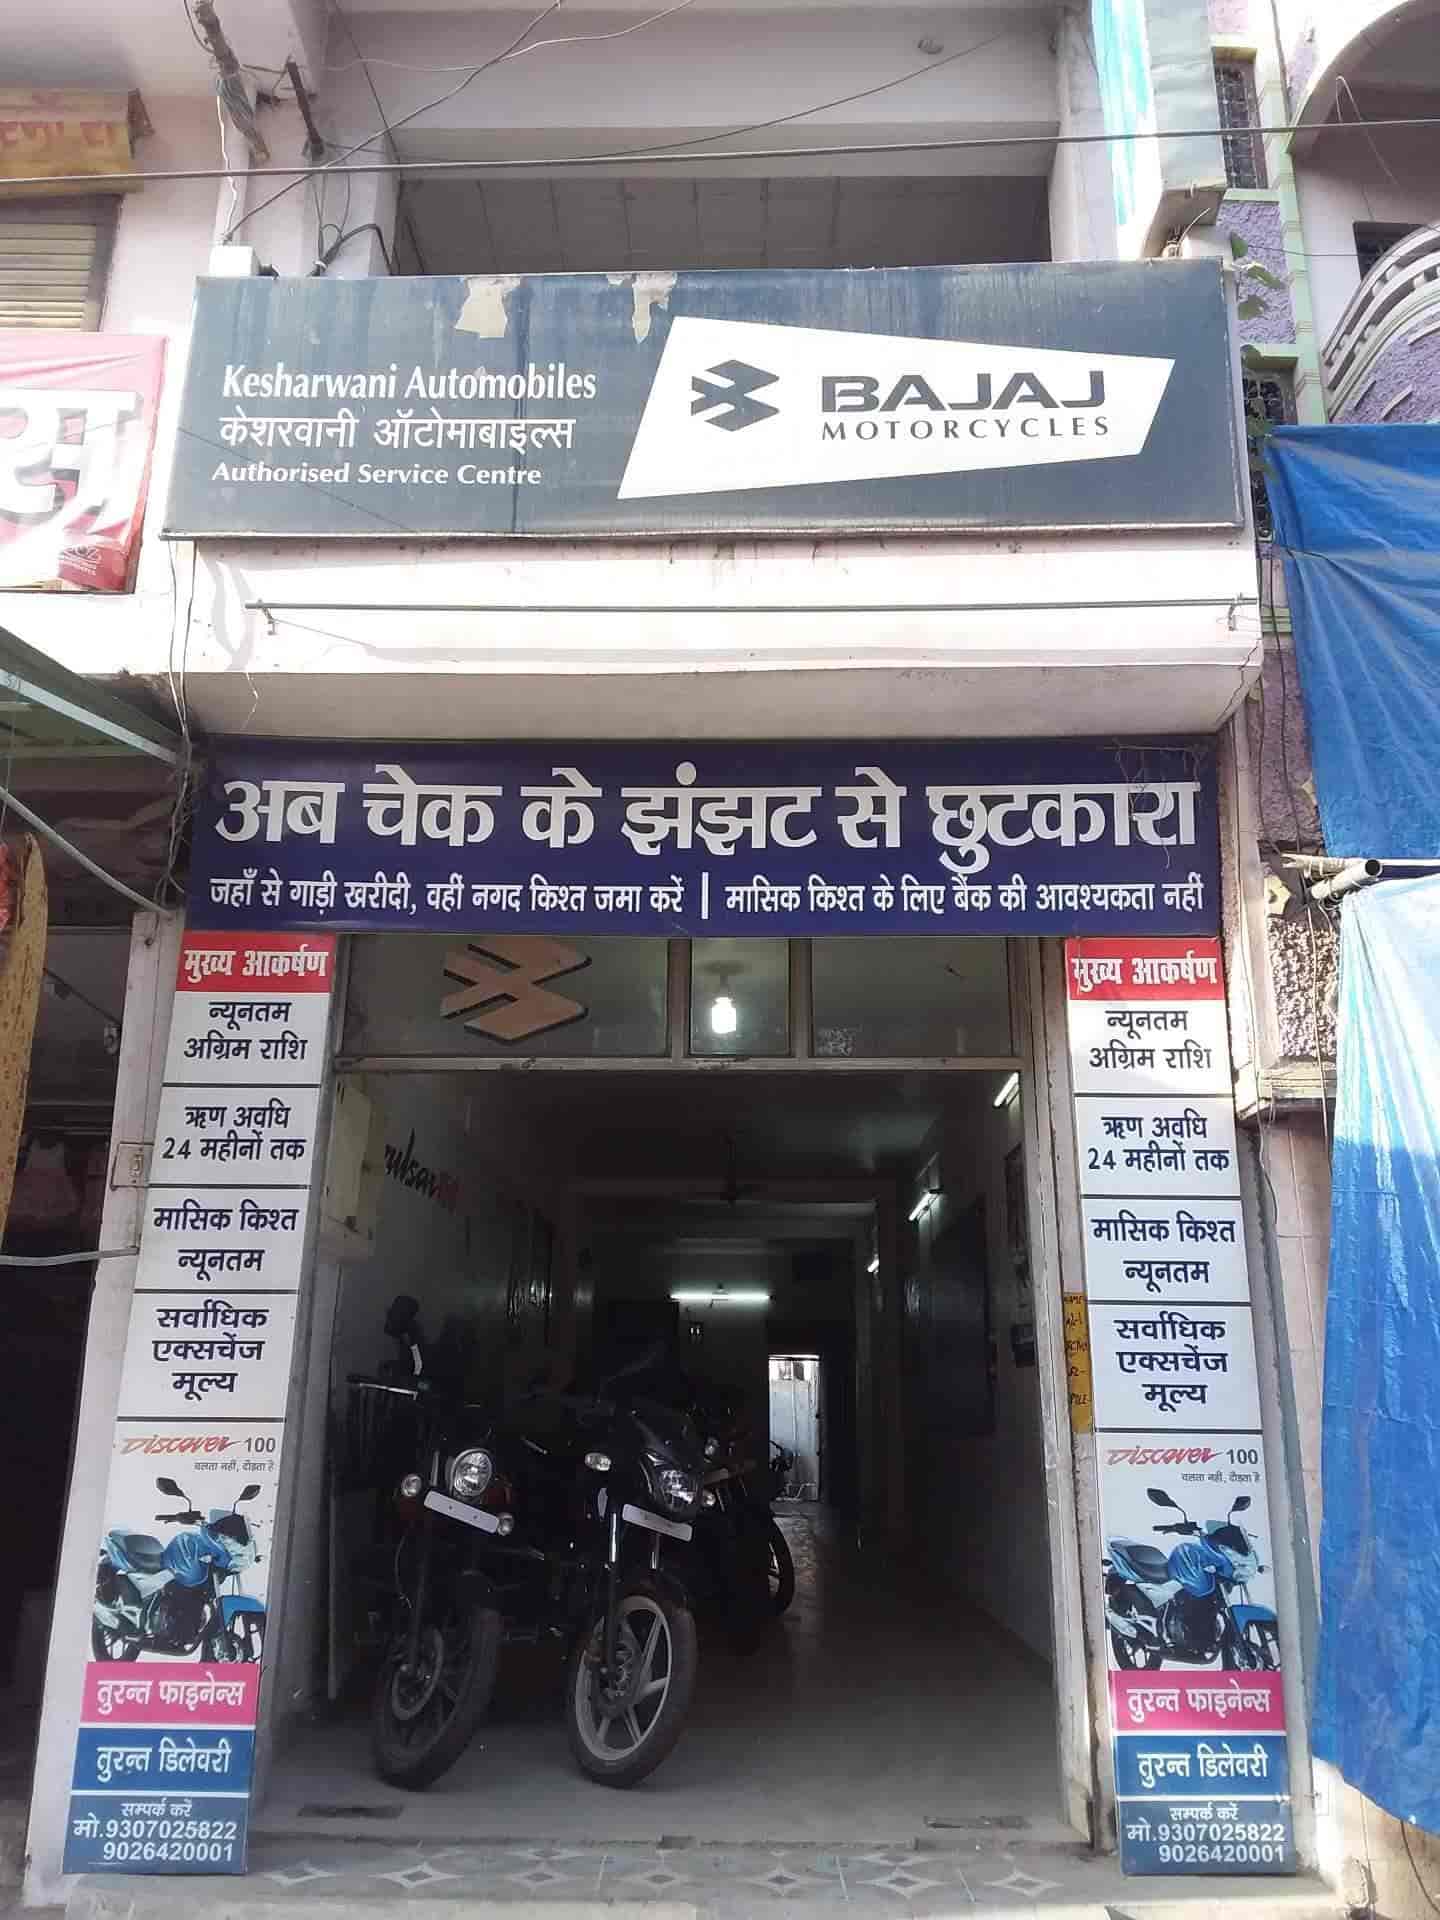 Kesharwani Automobiles
केशरवानी ऑटोमाबाइल्स
Authorised Service Centre
BAJAJ
MOTORCYCLES
अब चेक के झंझट से छुटकारा
जहाँ से गाड़ी खरीदी, वहीं नगद किश्त जमा करें | मासिक किश्त के लिए बैंक की आवश्यकता नहीं
मुख्य आकर्षण
न्यूनतम
अग्रिम राशि
ऋण अवधि
24 महीनों तक
मासिक किश्त
न्यूनतम
सर्वाधिक
एक्सचेंज
मूल्य
Discover 100
चलता नहीं, दौड़ता है
तुरन्त फाइनेन्स
तुरन्त डिलेवरी
सम्पर्क करें
मो.9307025822
9026420001
मुख्य आकर्षण
न्यूनतम
अग्रिम राशि
ऋण अवधि
24 महीनों तक
मासिक किश्त
न्यूनतम
सर्वाधिक
एक्सचेंज
मूल्य
Discover 100
चलता नहीं, दौड़ता है
तुरन्त फाइनेन्स
तुरन्त डिलेवरी
सम्पर्क करें
मो.9307025822
9026420001